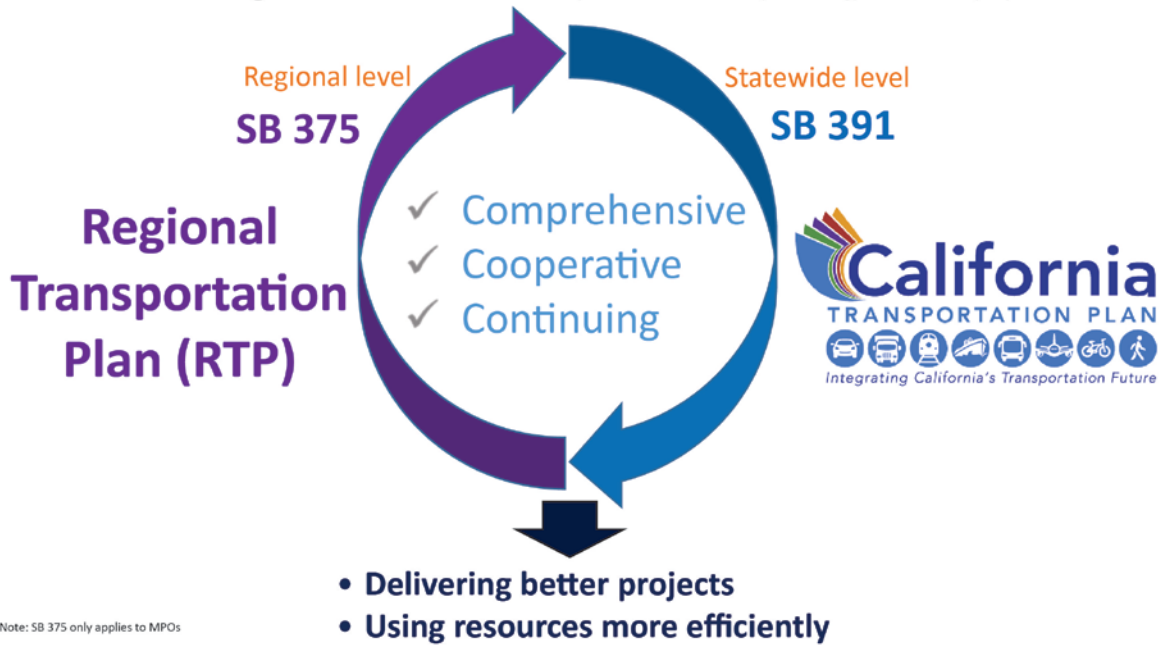 Regional level
SB 375
Statewide level
SB 391
Regional
Transportation
Plan (RTP)
✓ Comprehensive
✓ Cooperative
✓ Continuing
California
TRANSPORTATION PLAN
Integrating California's Transportation Future
• Delivering better projects
• Using resources more efficiently
Note: SB 375 only applies to MPOs